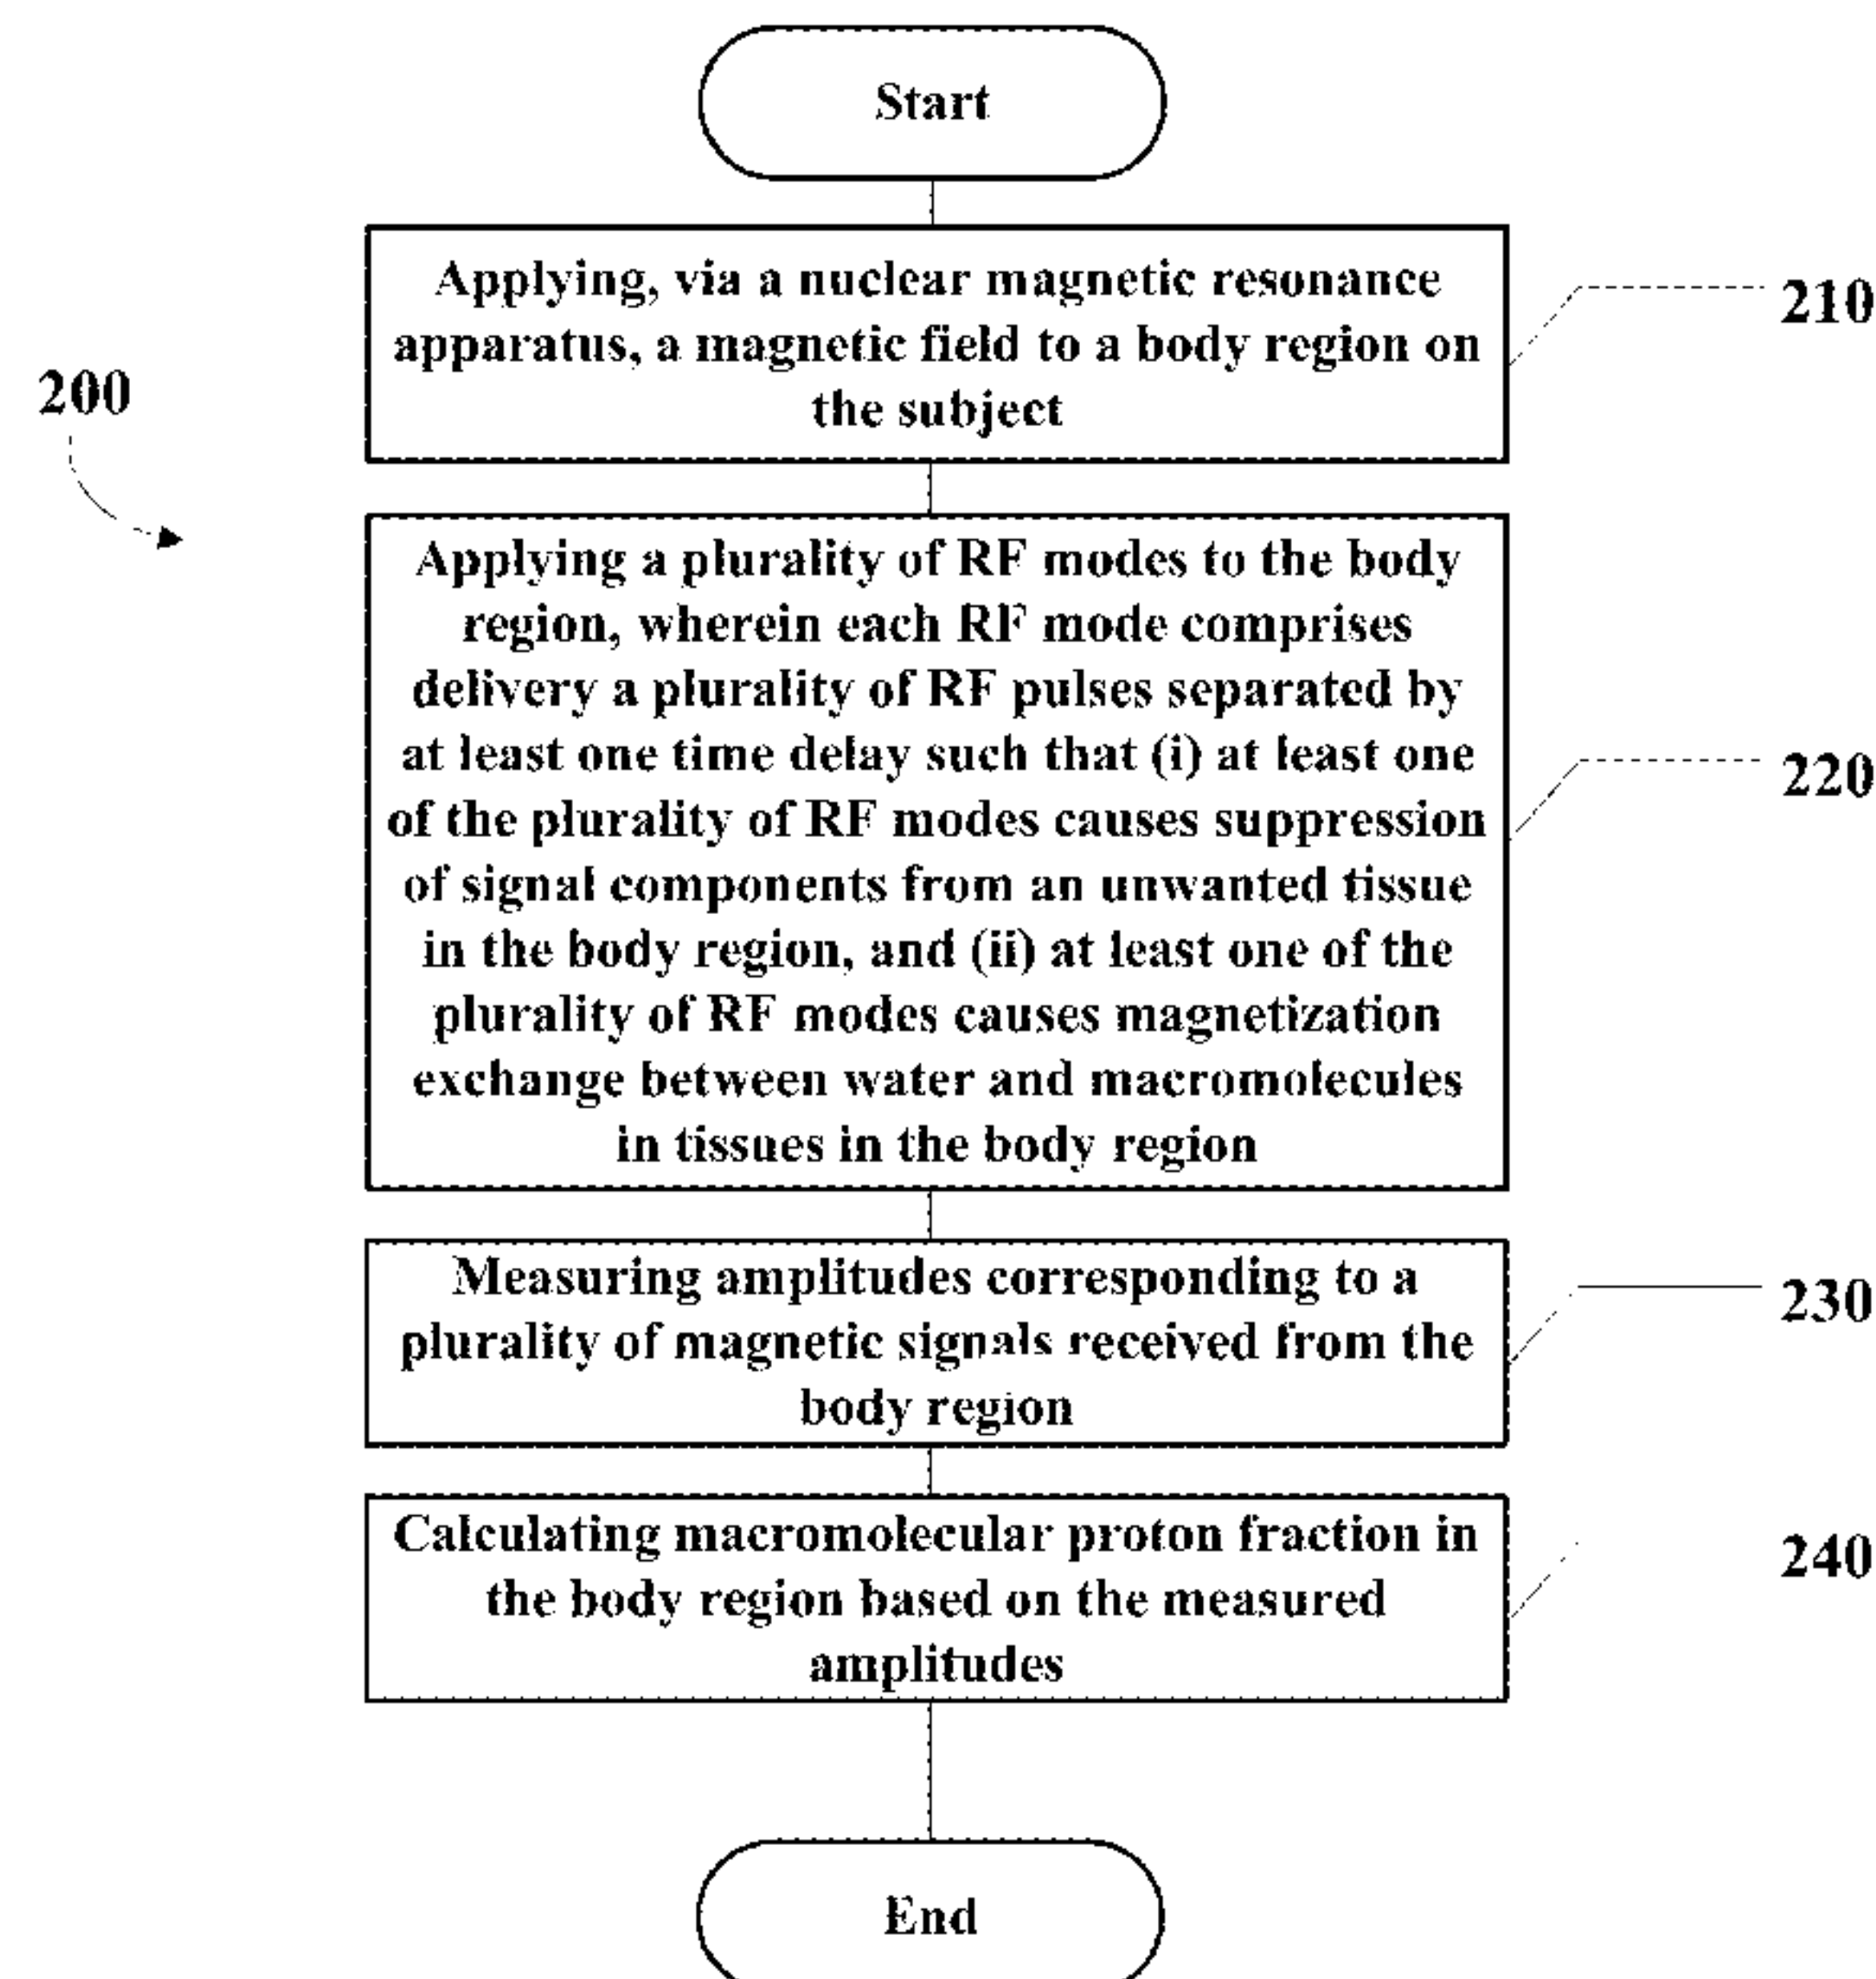 Start
Applying, via a nuclear magnetic resonance
apparatus, a magnetic field to a body region on
the subject
210
200
Applying a plurality of RF modes to the body
region, wherein each RF mode comprises
delivery a plurality of RF pulses separated by
at least one time delay such that (i) at least one
of the plurality of RF modes causes suppression
of signal components from an unwanted tissue
in the body region, and (ii) at least one of the
plurality of RF modes causes magnetization
exchange between water and macromolecules
in tissues in the body region
220
Measuring amplitudes corresponding to a
plurality of magnetic signals received from the
body region
230
Calculating macromolecular proton fraction in
the body region based on the measured
amplitudes
240
End